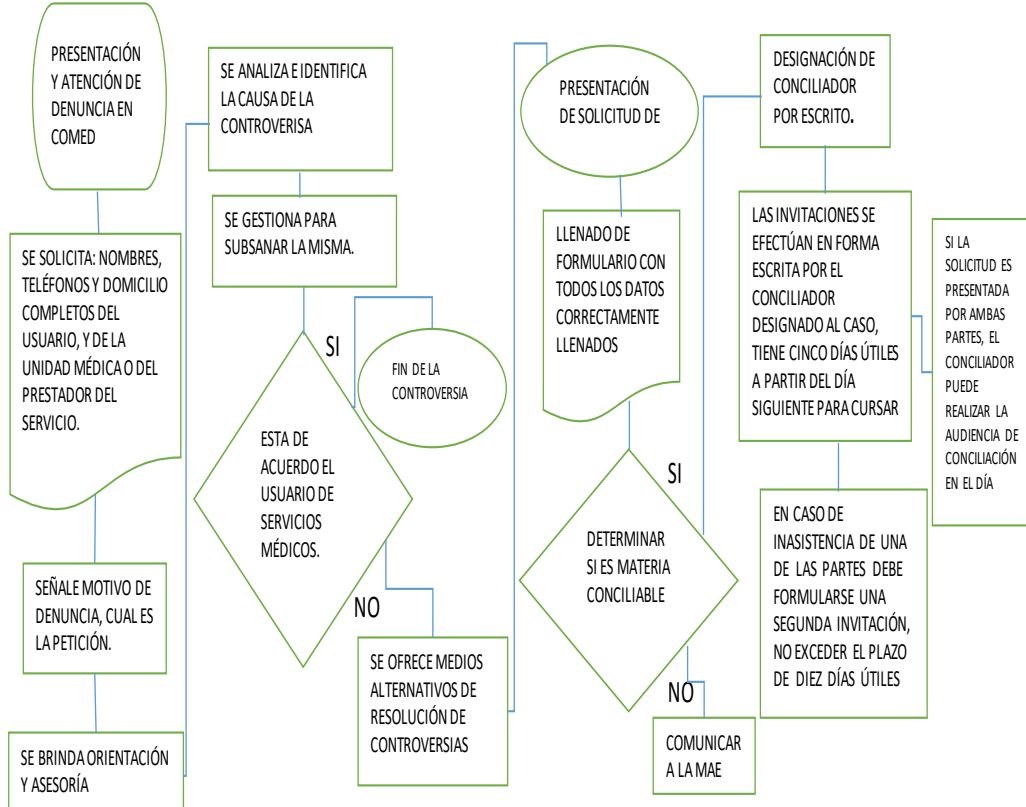 PRESENTACIÓN
Y ATENCIÓN DE
DENUNCIA EN
COMED
SE SOLICITA: NOMBRES,
TELÉFONOS Y DOMICILIO
COMPLETOS DEL
USUARIO, Y DE LA
UNIDAD MÉDICA O DEL
PRESTADOR DEL
SERVICIO.
SEÑALE MOTIVO DE
DENUNCIA, CUAL ES
LA PETICIÓN.
SE BRINDA ORIENTACIÓN
Y ASESORÍA
SE ANALIZA E IDENTIFICA
LA CAUSA DE LA
CONTROVERISA
SE GESTIONA PARA
SUBSANAR LA MISMA.
SI
FIN DE LA
CONTROVERSIA
ESTA DE
ACUERDO EL
USUARIO DE
SERVICIOS
MÉDICOS.
NO
SE OFRECE MEDIOS
ALTERNATIVOS DE
RESOLUCIÓN DE
CONTROVERSIAS
PRESENTACIÓN
DE SOLICITUD DE
LLENADO DE
FORMULARIO CON
TODOS LOS DATOS
CORRECTAMENTE
LLENADOS
SI
DETERMINAR
SI ES MATERIA
CONCILIABLE
NO
COMUNICAR
A LA MAE
DESIGNACIÓN DE
CONCILIADOR
POR ESCRITO.
LAS INVITACIONES SE
EFECTÚAN EN FORMA
ESCRITA POR EL
CONCILIADOR
DESIGNADO AL CASO,
TIENE CINCO DÍAS ÚTILES
A PARTIR DEL DÍA
SIGUIENTE PARA CURSAR
SI LA
SOLICITUD ES
PRESENTADA
POR AMBAS
PARTES, EL
CONCILIADOR
PUEDE
REALIZAR LA
AUDIENCIA DE
CONCILIACIÓN
EN EL DÍA
EN CASO DE
INASISTENCIA DE UNA
DE LAS PARTES DEBE
FORMULARSE UNA
SEGUNDA INVITACIÓN,
NO EXCEDER EL PLAZO
DE DIEZ DÍAS ÚTILES